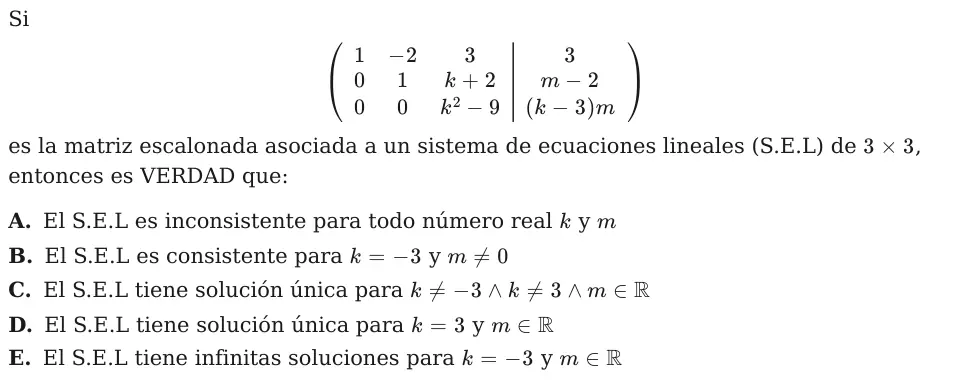 Si
( 1 −2 3 | 3 )
( 0 1 k + 2 | m − 2 )
( 0 0 k² − 9 | (k − 3)m )
es la matriz escalonada asociada a un sistema de ecuaciones lineales (S.E.L) de 3 × 3,
entonces es VERDAD que:
A. El S.E.L es inconsistente para todo número real k y m
B. El S.E.L es consistente para k = −3 y m ≠ 0
C. El S.E.L tiene solución única para k ≠ −3 ∧ k ≠ 3 ∧ m ∈ ℝ
D. El S.E.L tiene solución única para k = 3 y m ∈ ℝ
E. El S.E.L tiene infinitas soluciones para k = −3 y m ∈ ℝ